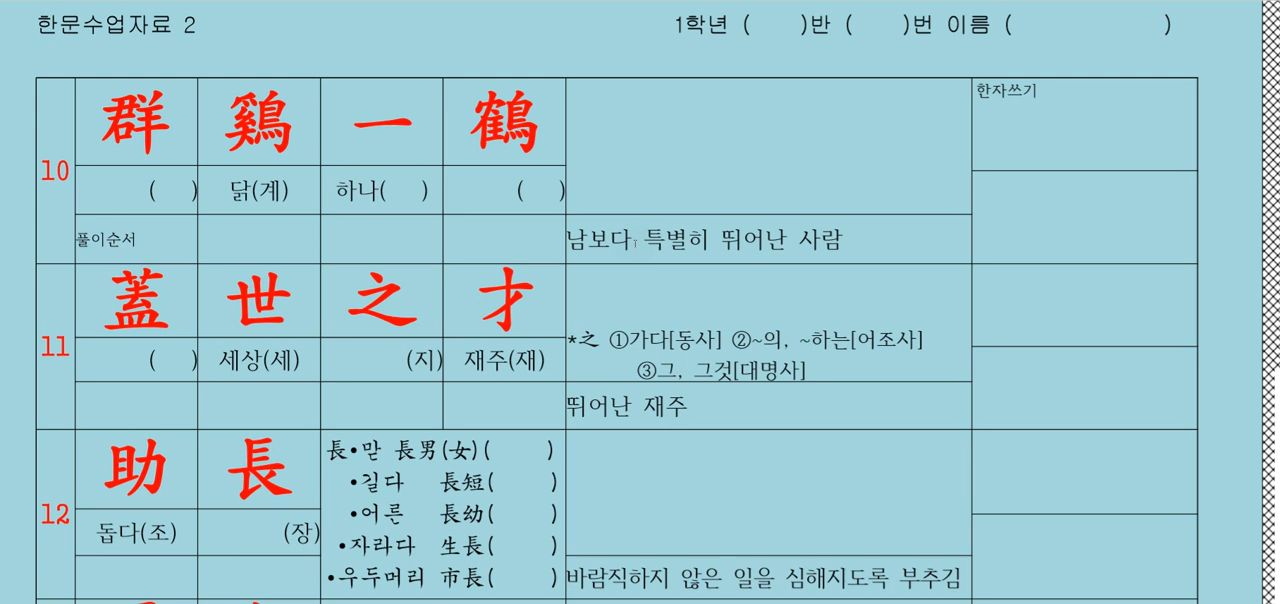 한문수업자료 2 1학년 ( )반 ( )번 이름 ( )
10
群 鷄 一 鶴
한자쓰기
( ) 닭(계) 하나( ) ( )
풀이순서
남보다 특별히 뛰어난 사람
11
蓋 世 之 才
*之 ①가다[동사] ②~의, ~하는[어조사]
③그, 그것[대명사]
( ) 세상(세) (지) 재주(재)
뛰어난 재주
12
助 長
돕다(조) (장)
長•맏 長男(女)( )
•길다 長短( )
•어른 長幼( )
•자라다 生長( )
•우두머리 市長( )
바람직하지 않은 일을 심해지도록 부추김